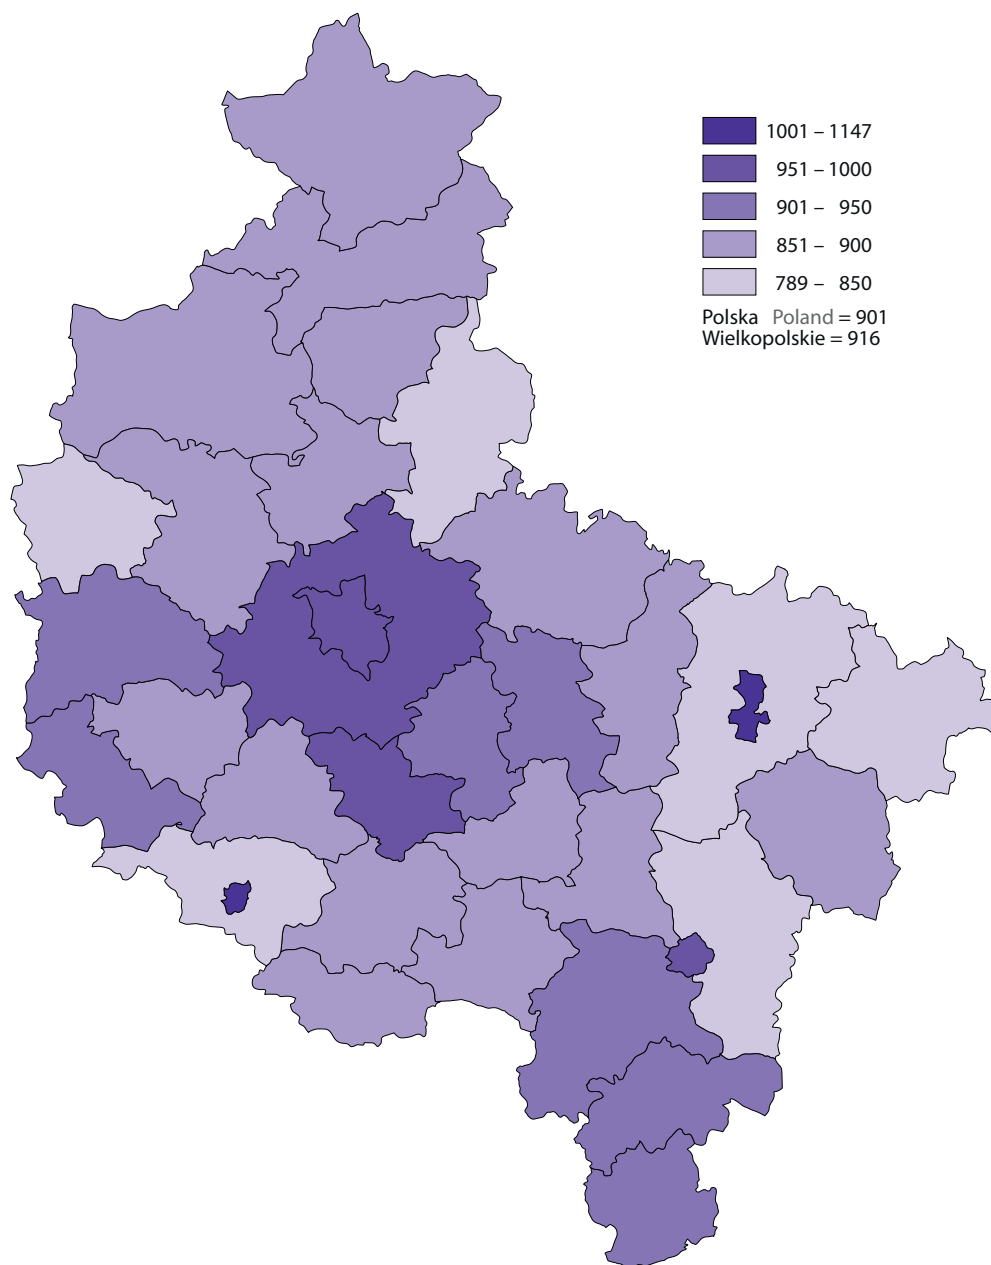 1001 – 1147
951 – 1000
901 – 950
851 – 900
789 – 850
Polska Poland = 901
Wielkopolskie = 916